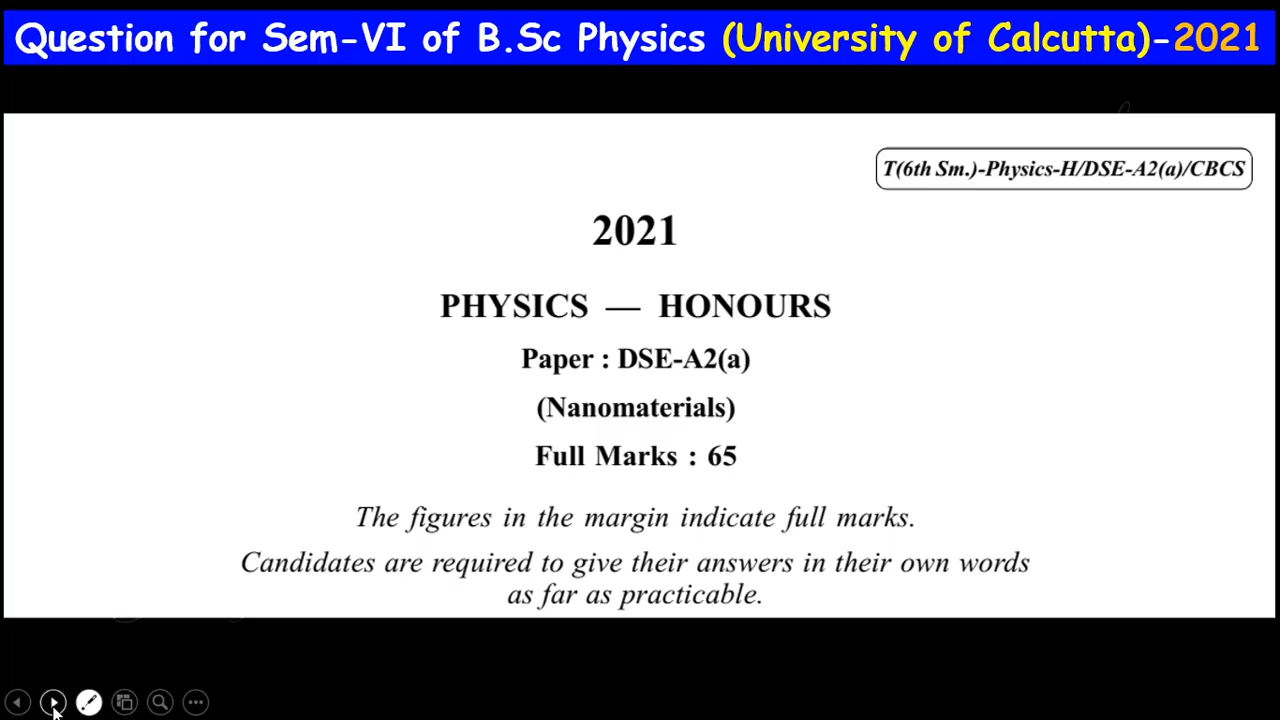 Question for Sem-VI of B.Sc Physics (University of Calcutta)-2021
T(6th Sm.)-Physics-H/DSE-A2(a)/CBCS
2021
PHYSICS — HONOURS
Paper : DSE-A2(a)
(Nanomaterials)
Full Marks : 65
The figures in the margin indicate full marks.
Candidates are required to give their answers in their own words
as far as practicable.